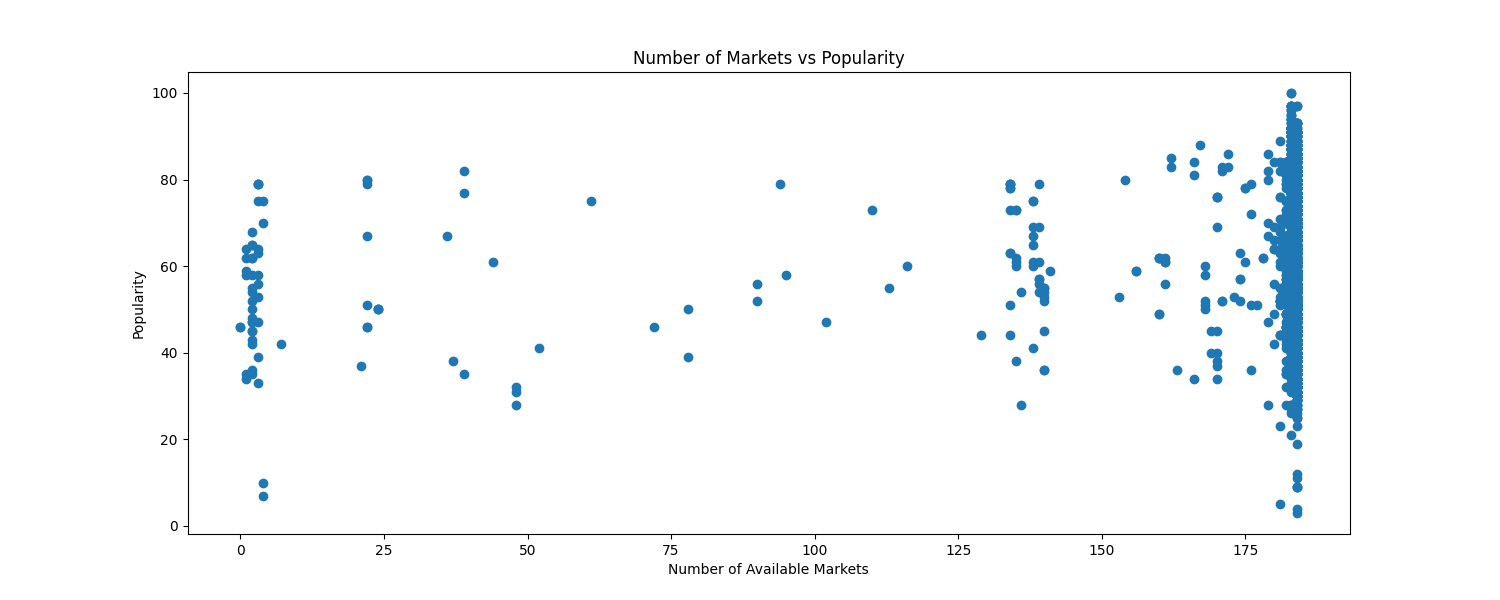 Number of Markets vs Popularity
100
80
60
40
20
0
Popularity
0 25 50 75 100 125 150 175
Number of Available Markets